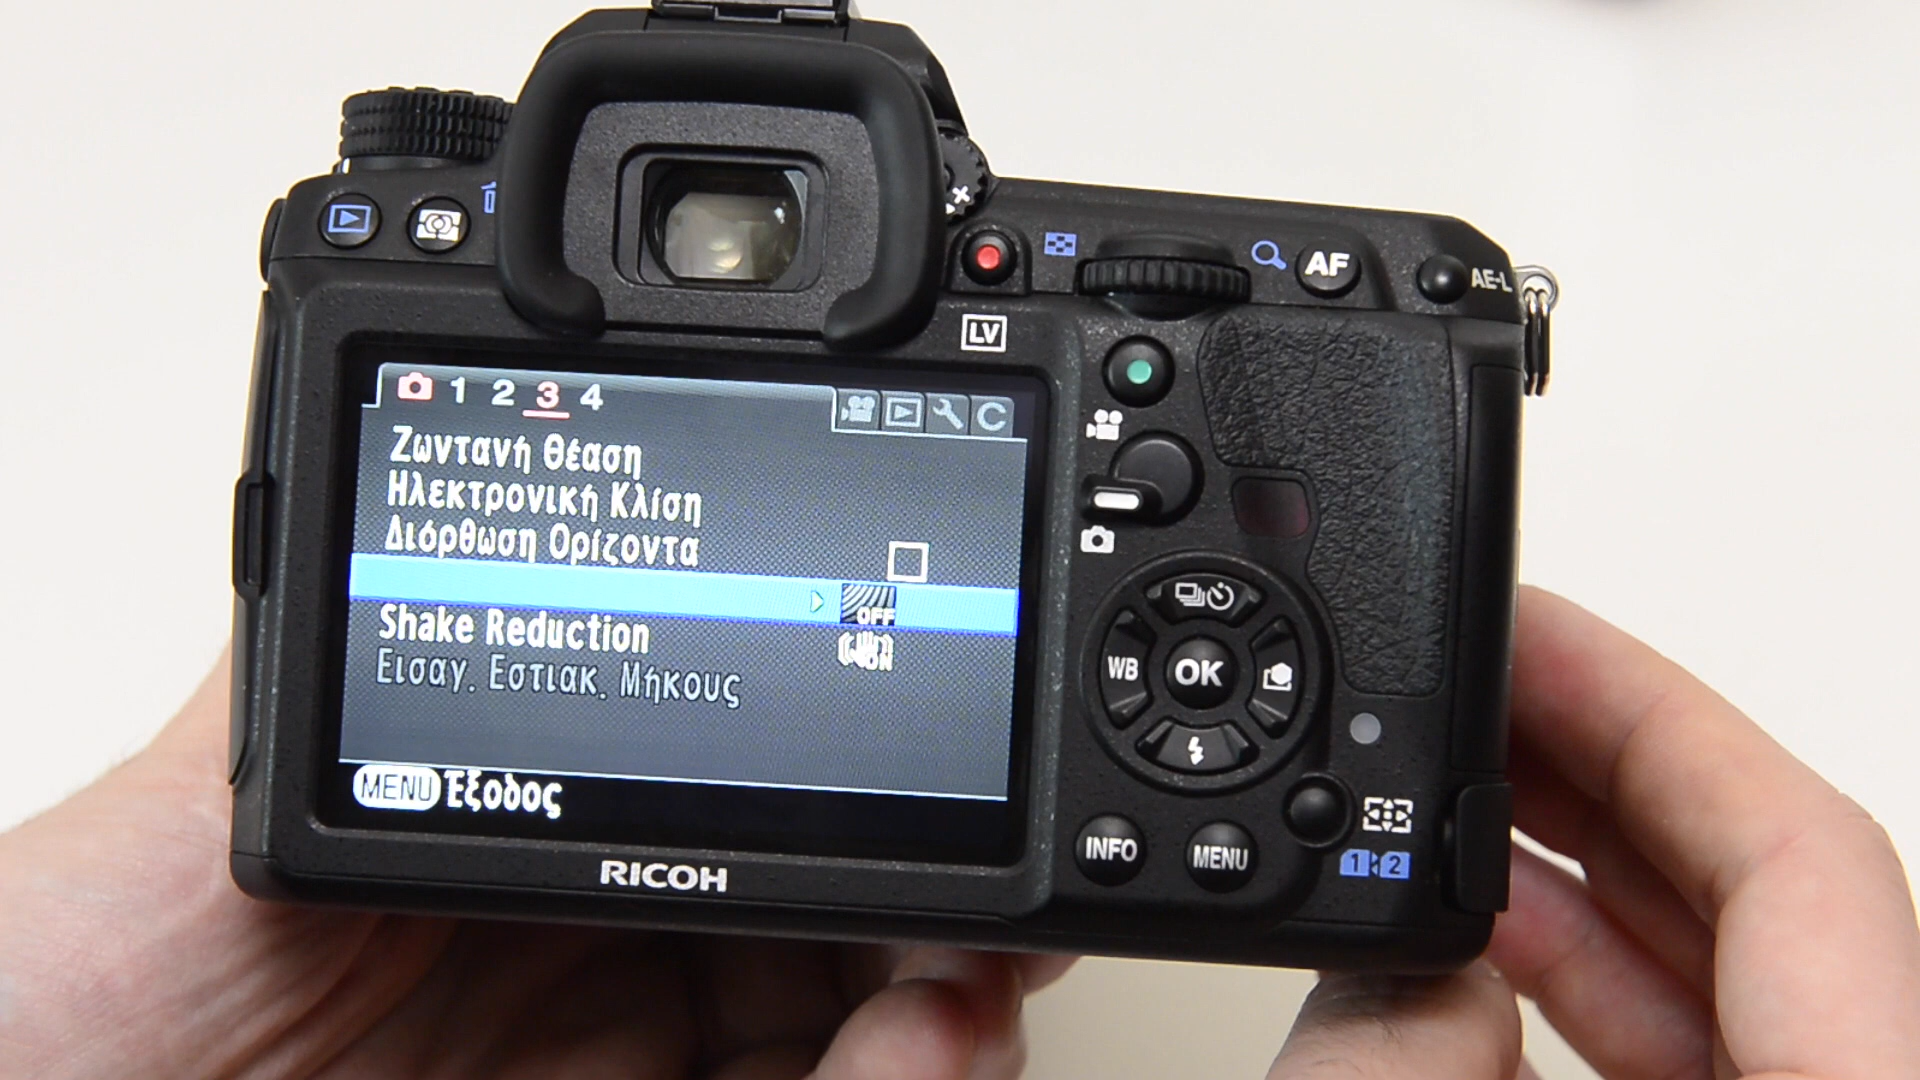 LV
AF
AE-L
1 2 3 4
C
Ζωντανή Θέαση
Ηλεκτρονική Κλίση
Διόρθωση Ορίζοντα
OFF
Shake Reduction
ON
Εισαγ. Εστιακ. Μήκους
MENU Έξοδος
WB
OK
INFO
MENU
1 2
RICOH